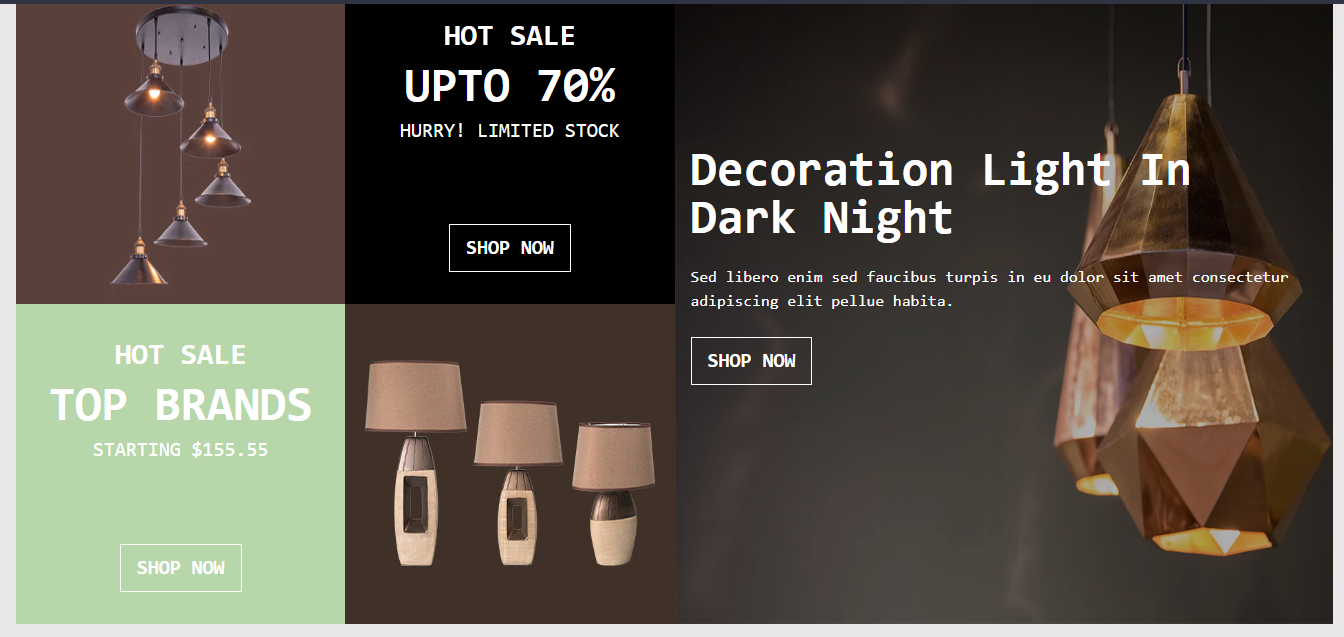 HOT SALE
UPTO 70%
HURRY! LIMITED STOCK
SHOP NOW
HOT SALE
TOP BRANDS
STARTING $155.55
SHOP NOW
Decoration Light In
Dark Night
Sed libero enim sed faucibus turpis in eu dolor sit amet consectetur
adipiscing elit pellue habita.
SHOP NOW